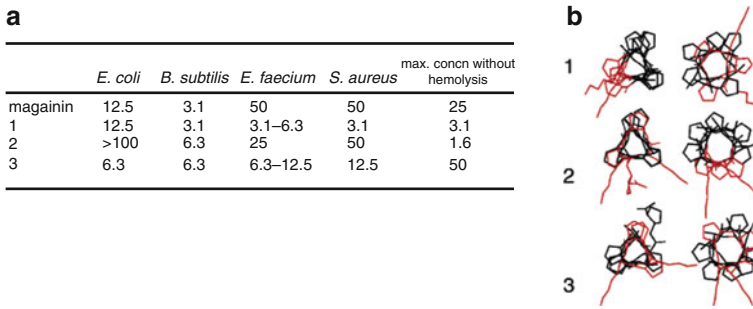 a
max. concn without
E. coli B. subtilis E. faecium S. aureus hemolysis
magainin 12.5 3.1 50 50 25
1 12.5 3.1 3.1–6.3 3.1 3.1
2 >100 6.3 25 50 1.6
3 6.3 6.3 6.3–12.5 12.5 50
b
1
2
3